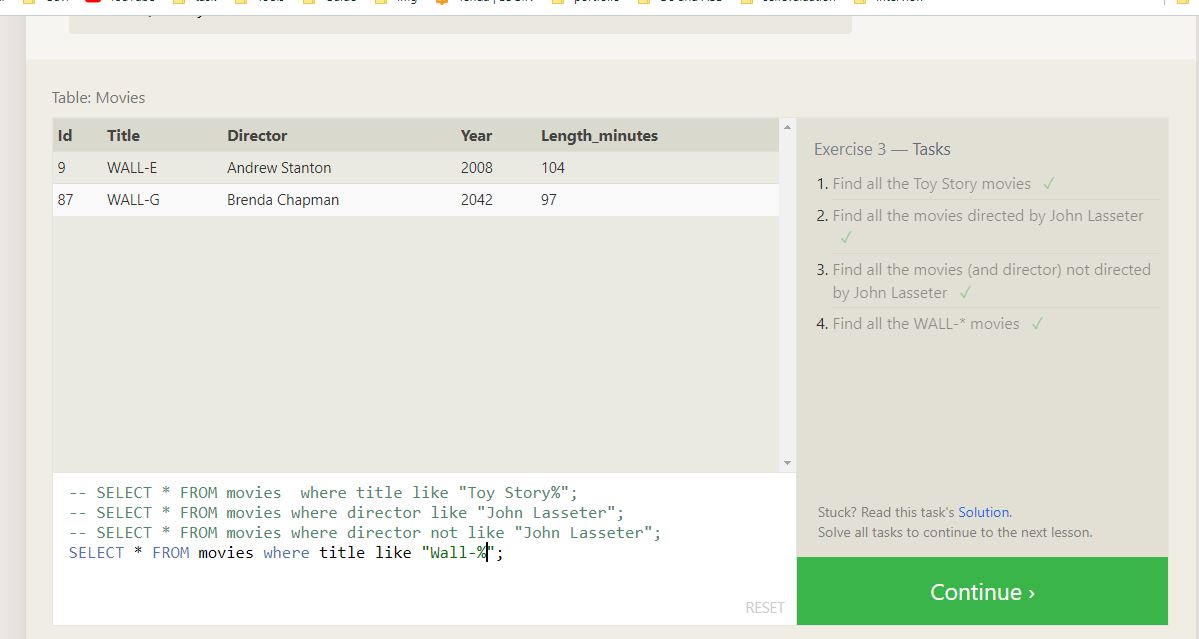 Table: Movies
Id Title Director Year Length_minutes
9 WALL-E Andrew Stanton 2008 104
87 WALL-G Brenda Chapman 2042 97
-- SELECT * FROM movies  where title like "Toy Story%";
-- SELECT * FROM movies where director like "John Lasseter";
-- SELECT * FROM movies where director not like "John Lasseter";
SELECT * FROM movies where title like "Wall-%";
RESET
Exercise 3 — Tasks
1. Find all the Toy Story movies ✓
2. Find all the movies directed by John Lasseter
✓
3. Find all the movies (and director) not directed
by John Lasseter ✓
4. Find all the WALL-* movies ✓
Stuck? Read this task's Solution.
Solve all tasks to continue to the next lesson.
Continue ›